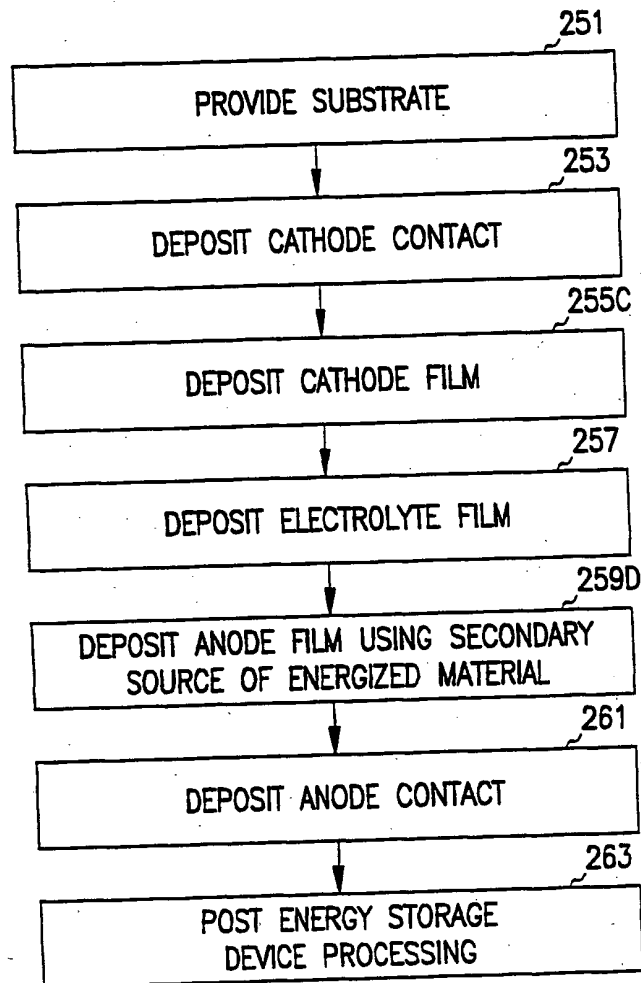 251
PROVIDE SUBSTRATE
253
DEPOSIT CATHODE CONTACT
255C
DEPOSIT CATHODE FILM
257
DEPOSIT ELECTROLYTE FILM
259D
DEPOSIT ANODE FILM USING SECONDARY
SOURCE OF ENERGIZED MATERIAL
261
DEPOSIT ANODE CONTACT
263
POST ENERGY STORAGE
DEVICE PROCESSING